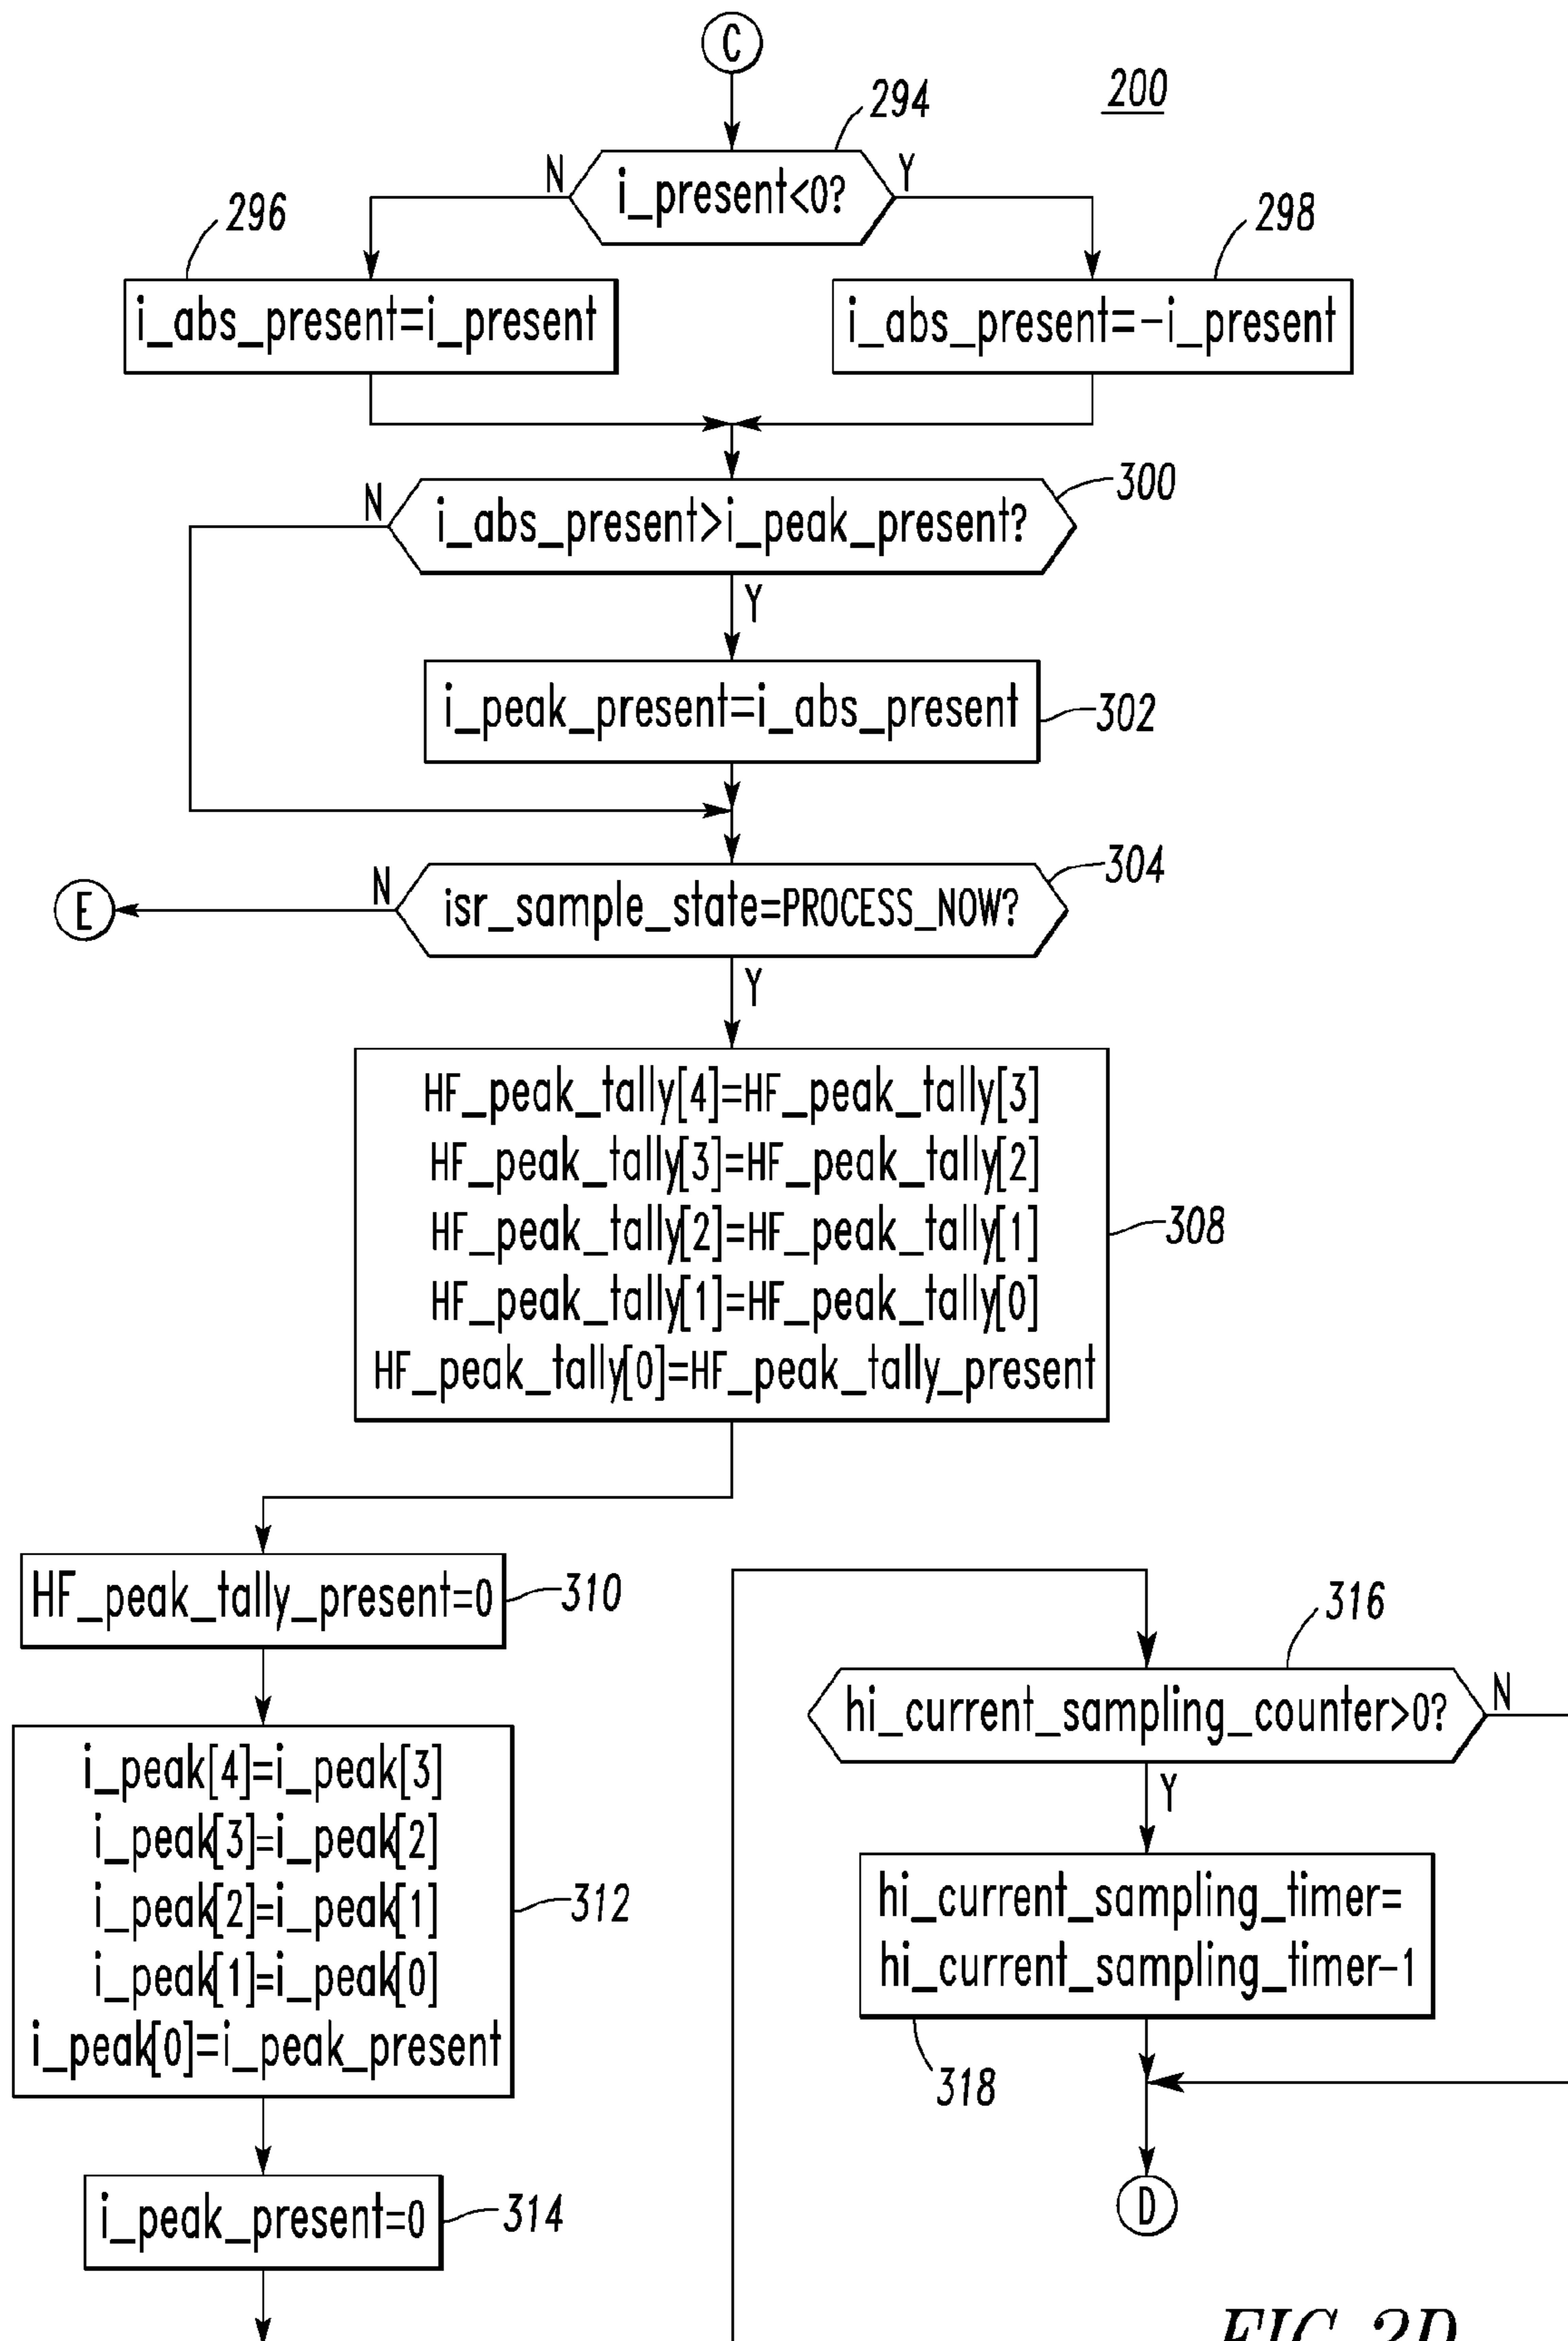 C
200
294
N
i_present<0?
Y
296
298
i_abs_present=i_present
i_abs_present=-i_present
300
N
i_abs_present>i_peak_present?
Y
i_peak_present=i_abs_present
302
304
E
N
isr_sample_state=PROCESS_NOW?
Y
HF_peak_tally[4]=HF_peak_tally[3]
HF_peak_tally[3]=HF_peak_tally[2]
HF_peak_tally[2]=HF_peak_tally[1]
HF_peak_tally[1]=HF_peak_tally[0]
HF_peak_tally[0]=HF_peak_tally_present
308
HF_peak_tally_present=0
310
316
hi_current_sampling_counter>0?
N
Y
i_peak[4]=i_peak[3]
i_peak[3]=i_peak[2]
i_peak[2]=i_peak[1]
i_peak[1]=i_peak[0]
i_peak[0]=i_peak_present
312
hi_current_sampling_timer=
hi_current_sampling_timer-1
318
i_peak_present=0
314
D